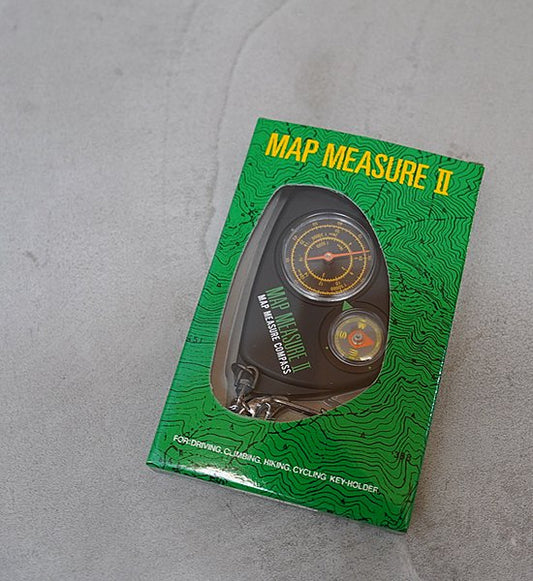 MAP MEASURE II
MAP MEASURE II
MAP MEASURE COMPASS
FOR: DRIVING. CLIMBING. HIKING. CYCLING KEY-HOLDER.